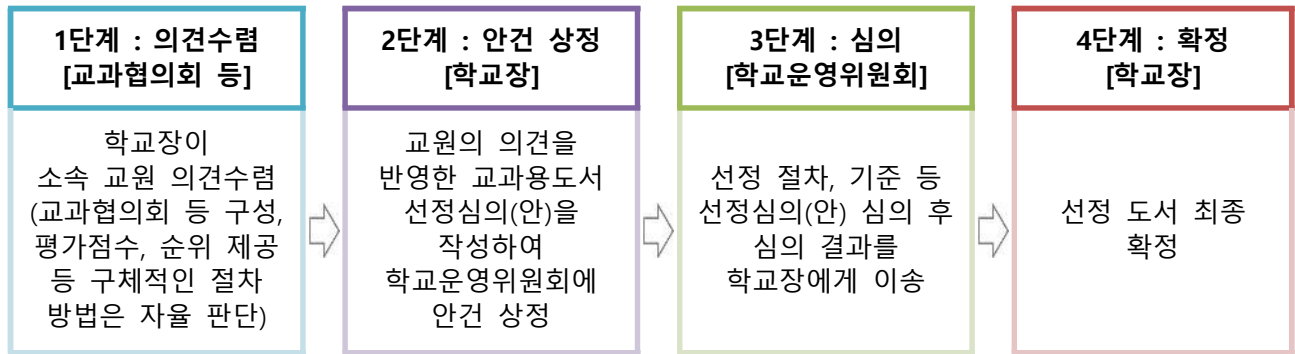 1단계 : 의견수렴
[교과협의회 등]
학교장이
소속 교원 의견수렴
(교과협의회 등 구성,
평가점수, 순위 제공
등 구체적인 절차
방법은 자율 판단)
2단계 : 안건 상정
[학교장]
교원의 의견을
반영한 교과용도서
선정심의(안)을
작성하여
학교운영위원회에
안건 상정
3단계 : 심의
[학교운영위원회]
선정 절차, 기준 등
선정심의(안) 심의 후
심의 결과를
학교장에게 이송
4단계 : 확정
[학교장]
선정 도서 최종
확정